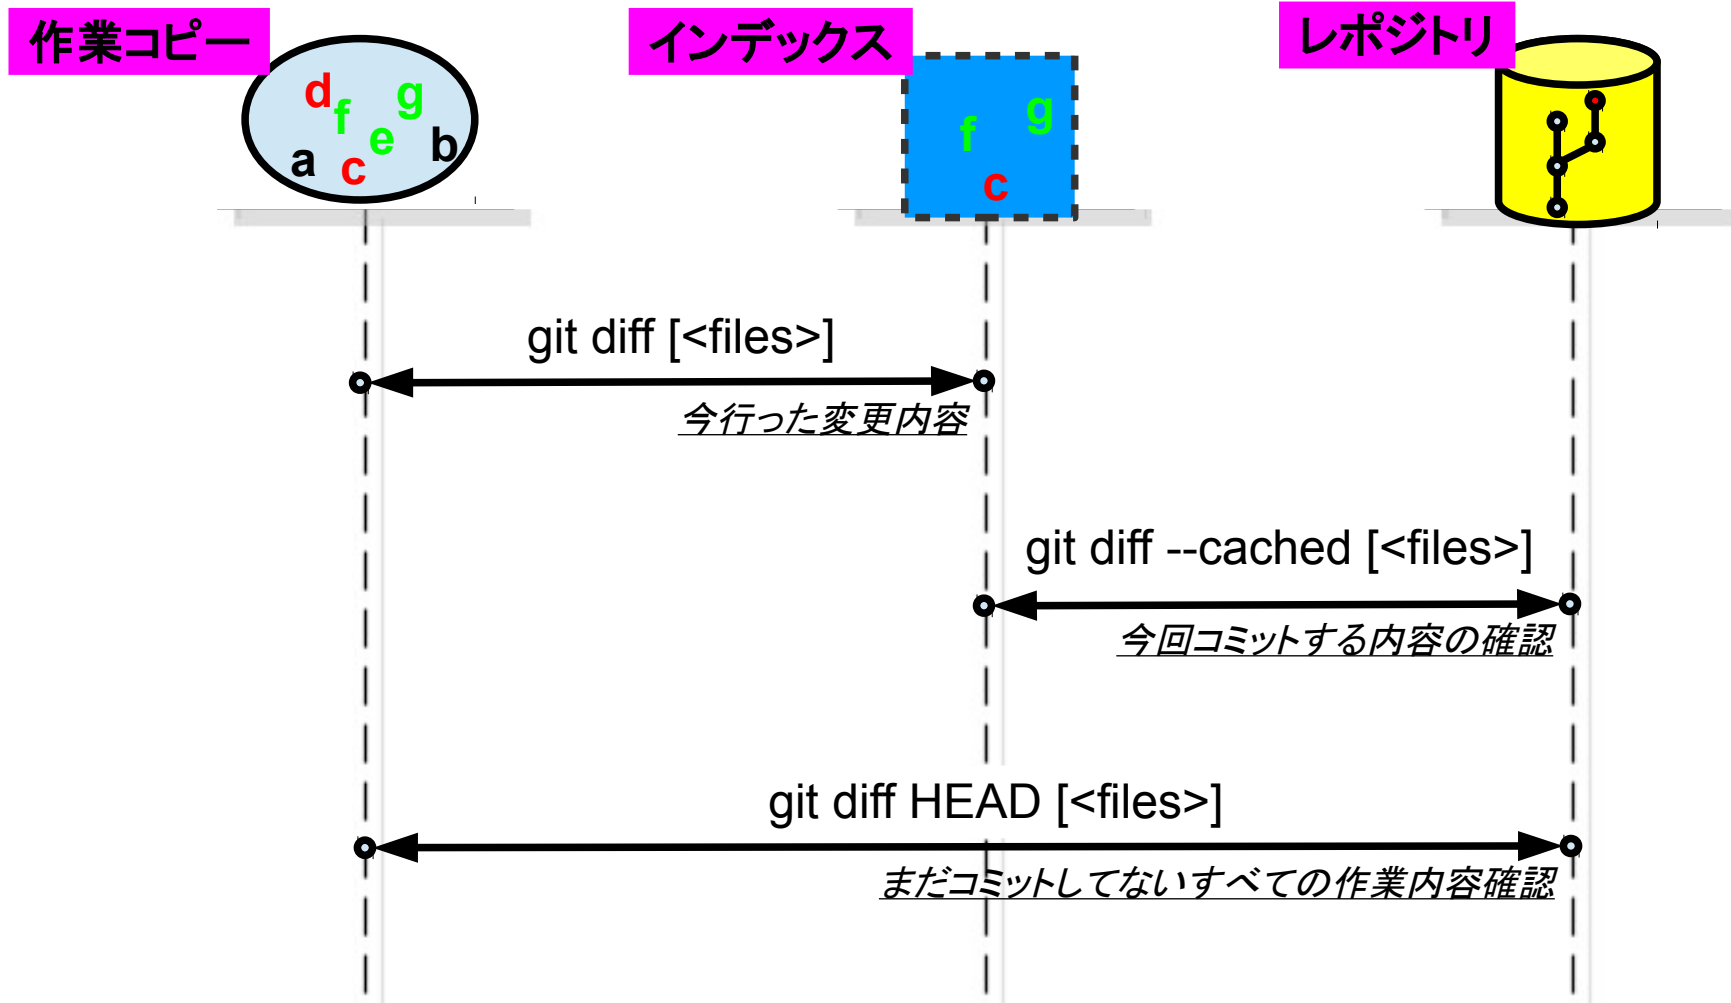 作業コピー
インデックス
レポジトリ
d
f
g
e
b
a
c
g
f
c
git diff [<files>]
今行った変更内容
git diff --cached [<files>]
今回コミットする内容の確認
git diff HEAD [<files>]
まだコミットしてないすべての作業内容確認